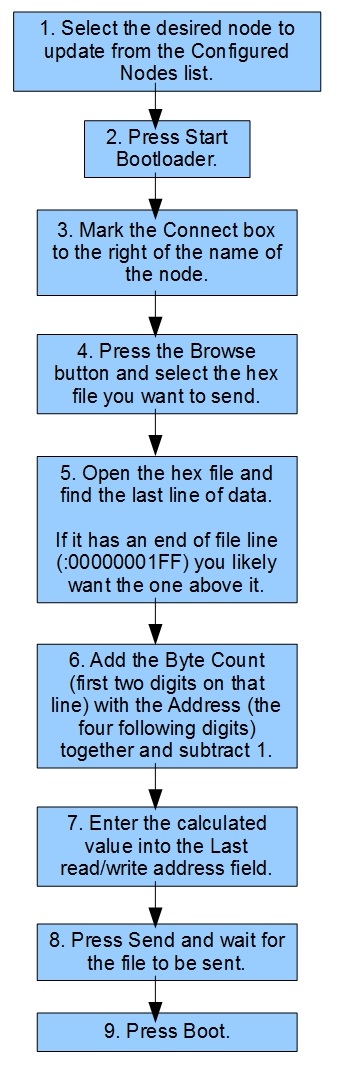 1. Select the desired node to
update from the Configured
Nodes list.
2. Press Start
Bootloader.
3. Mark the Connect box
to the right of the name of
the node.
4. Press the Browse
button and select the hex
file you want to send.
5. Open the hex file and
find the last line of data.
If it has an end of file line
(:00000001FF) you likely
want the one above it.
6. Add the Byte Count
(first two digits on that
line) with the Address (the
four following digits)
together and subtract 1.
7. Enter the calculated
value into the Last
read/write address field.
8. Press Send and wait for
the file to be sent.
9. Press Boot.